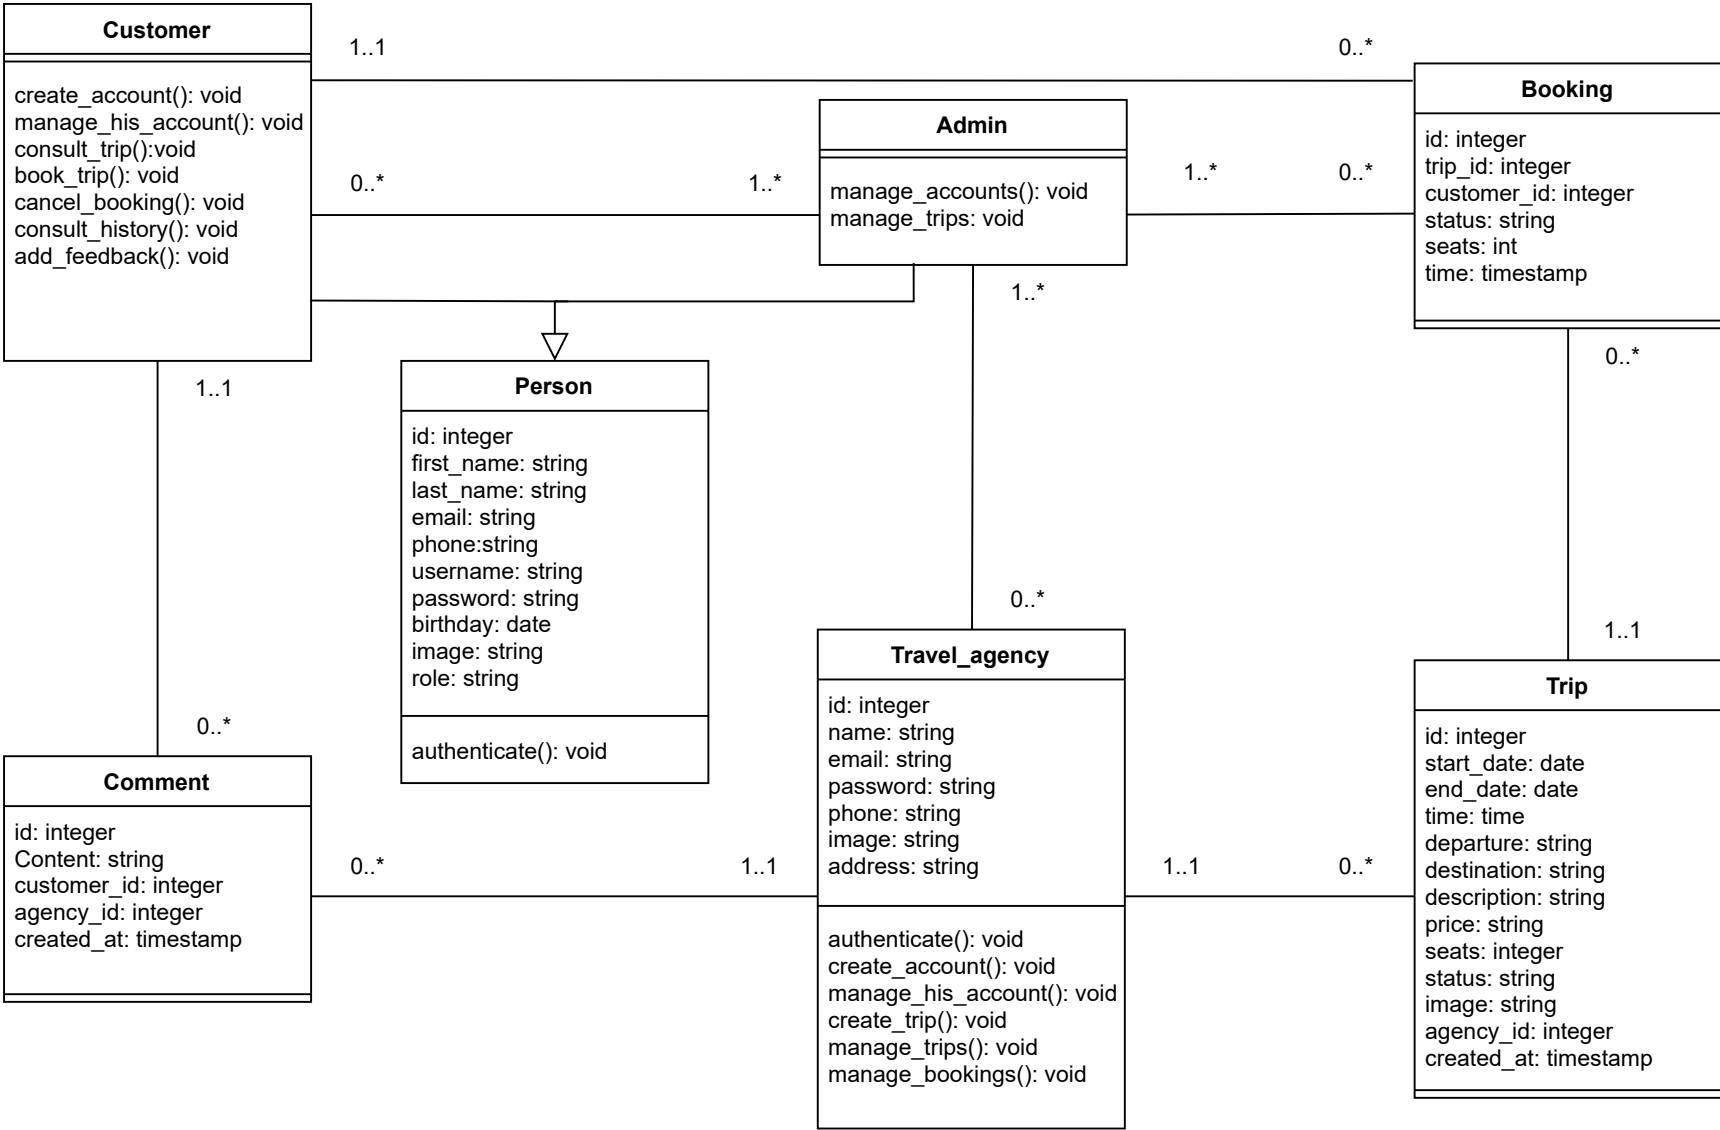 Customer
create_account(): void
manage_his_account(): void
consult_trip():void
book_trip(): void
cancel_booking(): void
consult_history(): void
add_feedback(): void
1..1
0..*
0..*
1..*
Admin
manage_accounts(): void
manage_trips: void
1..*
0..*
Booking
id: integer
trip_id: integer
customer_id: integer
status: string
seats: int
time: timestamp
1..*
0..*
1..1
Person
id: integer
first_name: string
last_name: string
email: string
phone:string
username: string
password: string
birthday: date
image: string
role: string
authenticate(): void
0..*
1..1
0..*
Comment
id: integer
Content: string
customer_id: integer
agency_id: integer
created_at: timestamp
0..*
1..1
Travel_agency
id: integer
name: string
email: string
password: string
phone: string
image: string
address: string
authenticate(): void
create_account(): void
manage_his_account(): void
create_trip(): void
manage_trips(): void
manage_bookings(): void
1..1
0..*
Trip
id: integer
start_date: date
end_date: date
time: time
departure: string
destination: string
description: string
price: string
seats: integer
status: string
image: string
agency_id: integer
created_at: timestamp